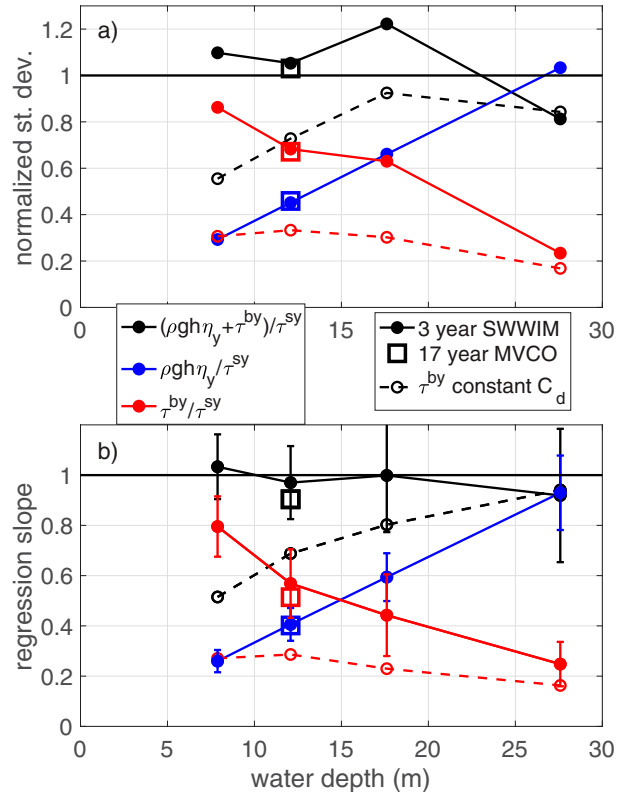 a)
normalized st. dev.
1.2
1
0.8
0.6
0.4
0.2
0
0 15 30
(ρghη_y+τ^by)/τ^sy
ρghη_y/τ^sy
τ^by/τ^sy
3 year SWWIM
17 year MVCO
τ^by constant C_d
b)
regression slope
1
0.8
0.6
0.4
0.2
0
0 5 10 15 20 25 30
water depth (m)